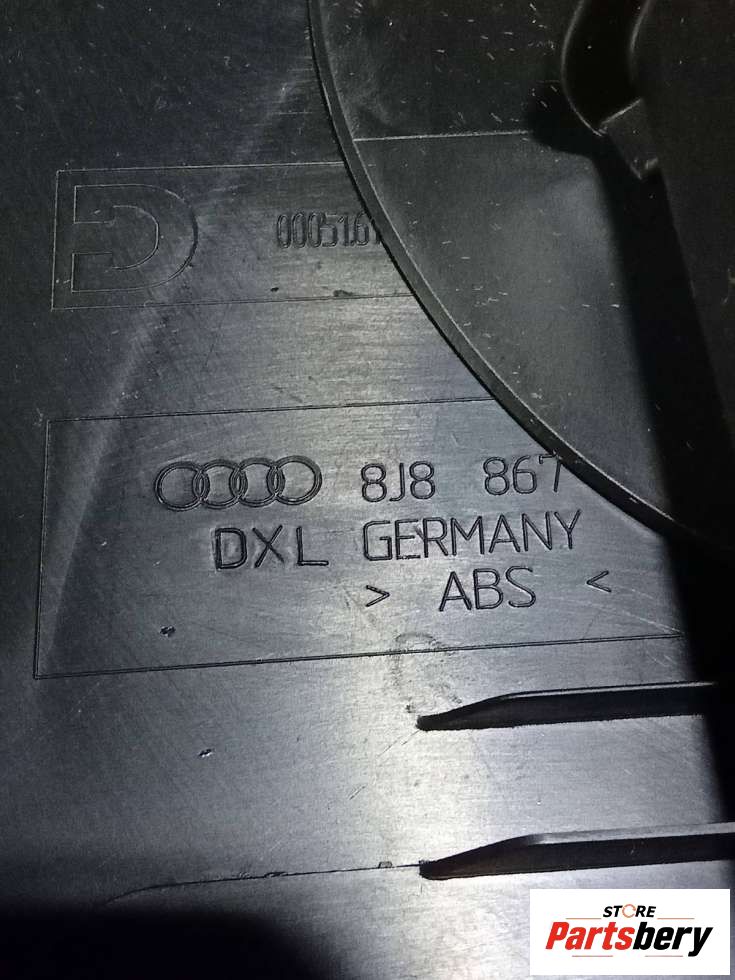 8J8 867
DXL GERMANY
> ABS <
STORE
Partsbery